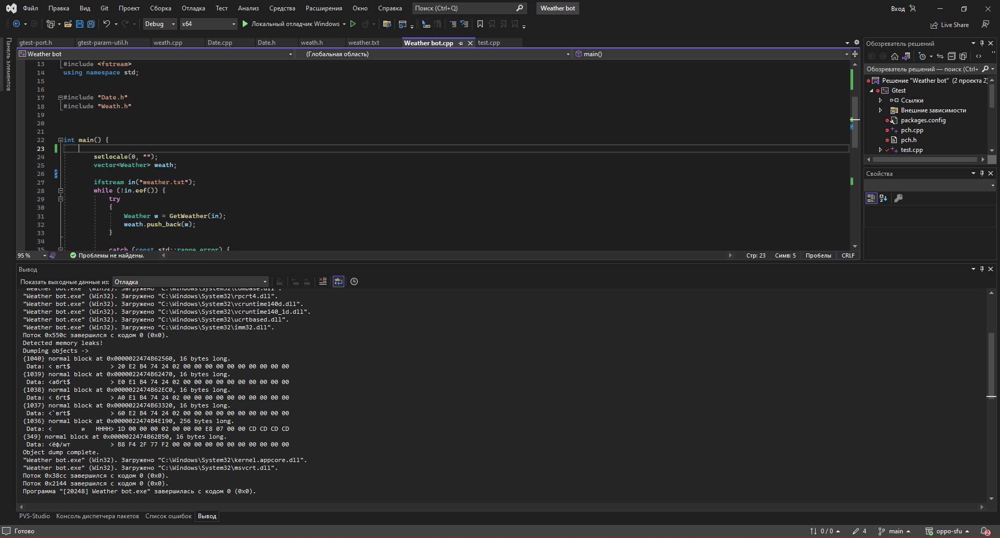 Файл Правка Вид Git Проект Сборка Отладка Тест Анализ Средства Расширения Окно Справка Поиск (Ctrl+Q) Weather bot Вход
Debug x64 Локальный отладчик Windows Live Share
Панель элементов
gtest-port.h gtest-param-util.h weath.cpp Date.cpp Date.h weath.h weather.txt Weather bot.cpp test.cpp
Weather bot (Глобальная область) main()
13 #include <fstream>
14 using namespace std;
15
16
17 #include "Date.h"
18 #include "Weath.h"
19
20
21
22 int main() {
23
24 setlocale(0, "");
25 vector<Weather> weath;
26
27 ifstream in("weather.txt");
28 while (!in.eof()) {
29 try
30 {
31 Weather w = GetWeather(in);
32 weath.push_back(w);
33 }
34
35 catch (const std::range_error) {
95 % Проблемы не найдены. Стр: 23 Симв: 5 Пробелы CRLF
Обозреватель решений
Обозреватель решений — поиск (Ctrl+
Решение "Weather bot" (2 проекта 2)
Gtest
Ссылки
Внешние зависимости
packages.config
pch.cpp
pch.h
test.cpp
Свойства
Вывод
Показать выходные данные из: Отладка
"Weather bot.exe" (Win32). Загружено "C:\Windows\System32\combase.dll".
"Weather bot.exe" (Win32). Загружено "C:\Windows\System32\rpcrt4.dll".
"Weather bot.exe" (Win32). Загружено "C:\Windows\System32\vcruntime140d.dll".
"Weather bot.exe" (Win32). Загружено "C:\Windows\System32\vcruntime140_1d.dll".
"Weather bot.exe" (Win32). Загружено "C:\Windows\System32\ucrtbased.dll".
"Weather bot.exe" (Win32). Загружено "C:\Windows\System32\imm32.dll".
Поток 0x550c завершился с кодом 0 (0x0).
Detected memory leaks!
Dumping objects ->
{1040} normal block at 0x0000022474B62560, 16 bytes long.
Data: < вґt$ > 20 E2 B4 74 24 02 00 00 00 00 00 00 00 00 00 00
{1039} normal block at 0x0000022474B62470, 16 bytes long.
Data: <абґt$ > E0 E1 B4 74 24 02 00 00 00 00 00 00 00 00 00 00
{1038} normal block at 0x0000022474B62EC0, 16 bytes long.
Data: < бґt$ > A0 E1 B4 74 24 02 00 00 00 00 00 00 00 00 00 00
{1037} normal block at 0x0000022474B63320, 16 bytes long.
Data: <`вґt$ > 60 E2 B4 74 24 02 00 00 00 00 00 00 00 00 00 00
{1036} normal block at 0x0000022474B4E190, 256 bytes long.
Data: < и НННН> 1D 00 00 00 02 00 00 00 E8 07 00 00 CD CD CD CD
{349} normal block at 0x0000022474B62B50, 16 bytes long.
Data: <ёф/wт > B8 F4 2F 77 F2 00 00 00 00 00 00 00 00 00 00 00
Object dump complete.
"Weather bot.exe" (Win32). Загружено "C:\Windows\System32\kernel.appcore.dll".
"Weather bot.exe" (Win32). Загружено "C:\Windows\System32\msvcrt.dll".
Поток 0x38cc завершился с кодом 0 (0x0).
Поток 0x2144 завершился с кодом 0 (0x0).
Программа "[20248] Weather bot.exe" завершилась с кодом 0 (0x0).
PVS-Studio Консоль диспетчера пакетов Список ошибок Вывод
Готово 0 / 0 4 main oppo-sfu 2